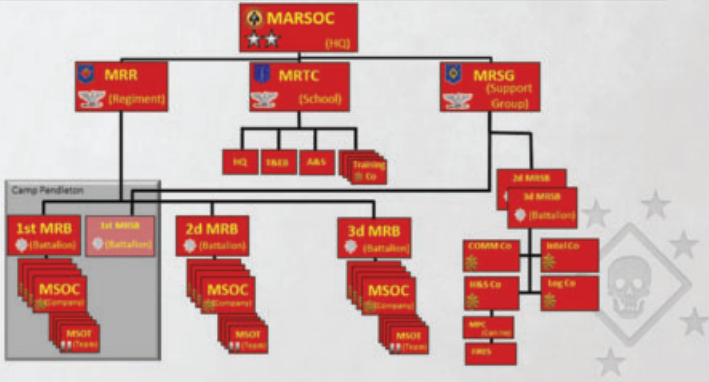 MARSOC
(HQ)
MRR
(Regiment)
MRTC
(School)
MRSG
(Support
Group)
HQ
T&EB
A&S
Training
Co
Camp Pendleton
1st MRB
(Battalion)
1st MRSB
(Battalion)
2d MRB
(Battalion)
3d MRB
(Battalion)
2d MRSB
3d MRSB
(Battalion)
MSOC
(Company)
MSOT
(Team)
MSOC
(Company)
MSOT
(Team)
MSOC
(Company)
MSOT
(Team)
COMM Co
Intel Co
H&S Co
Log Co
MPC
(Canine)